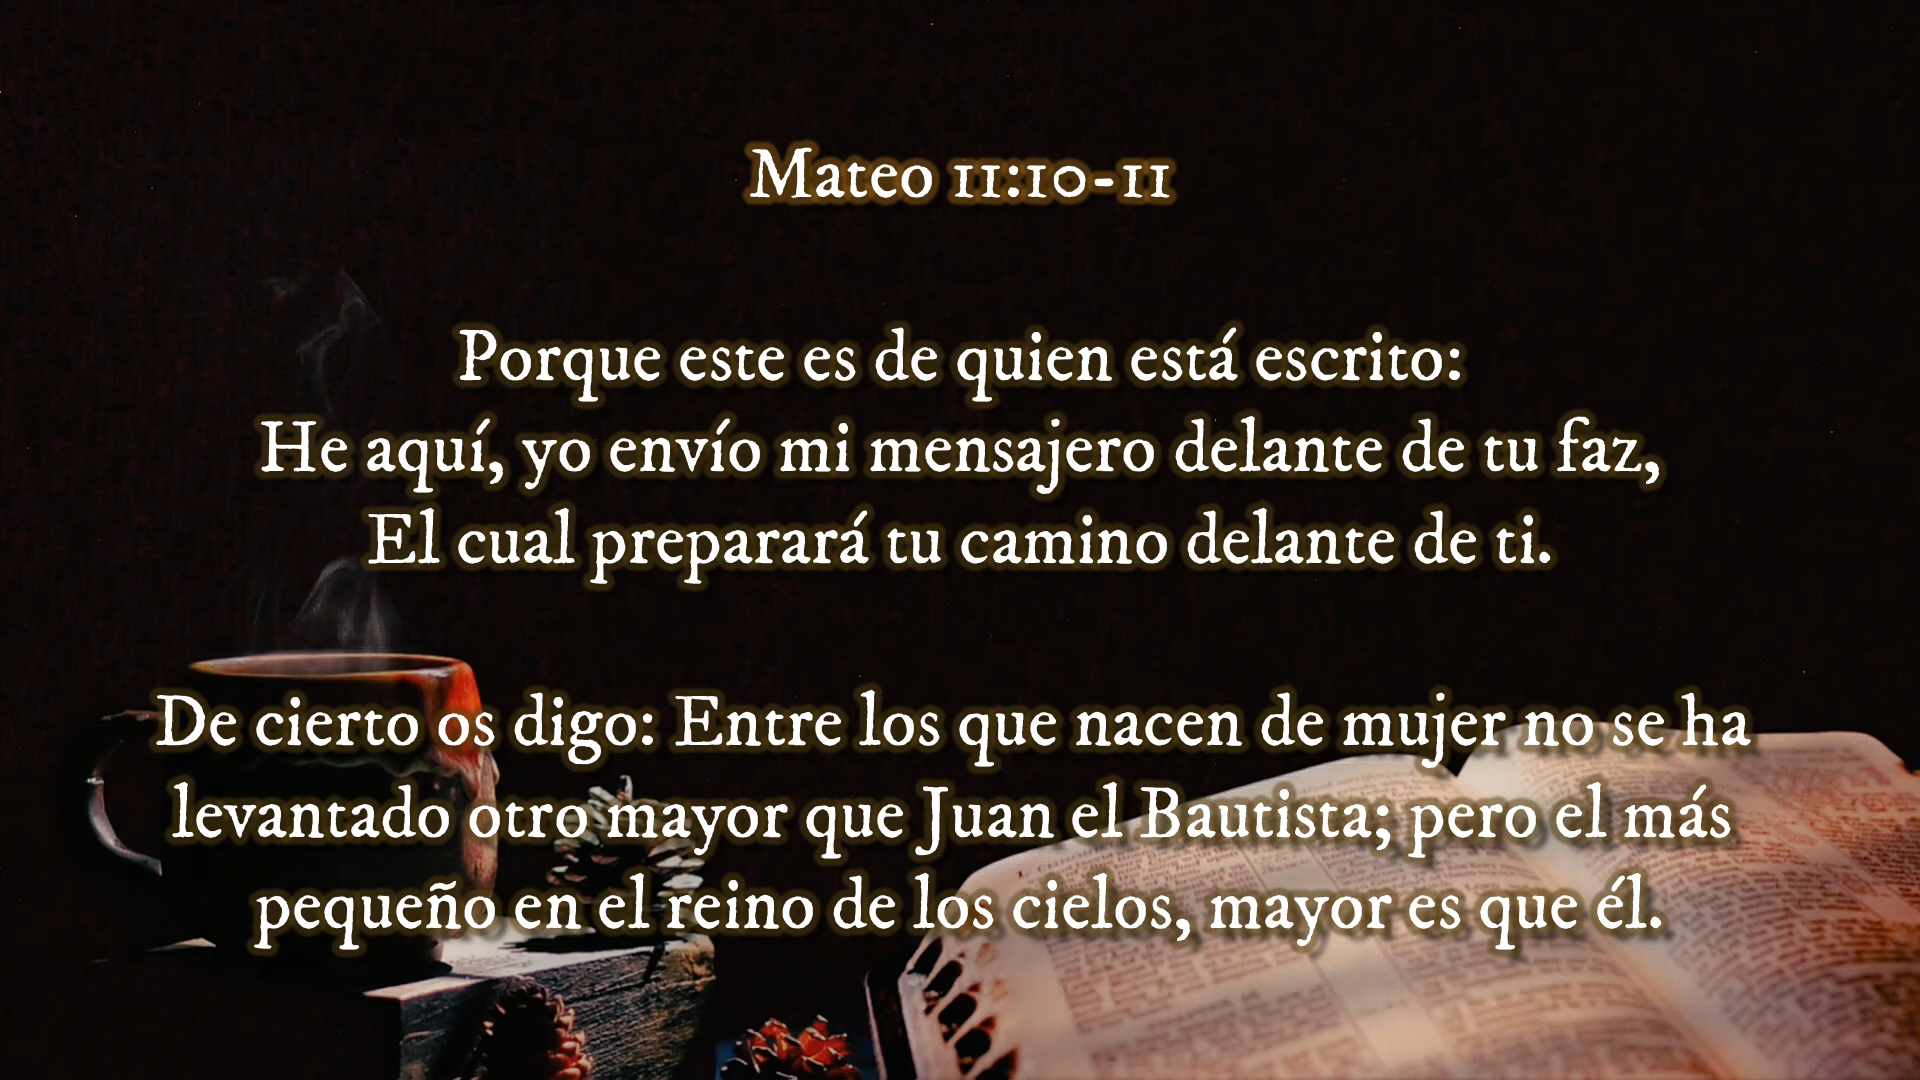 Mateo 11:10-11
Porque este es de quien está escrito:
He aquí, yo envío mi mensajero delante de tu faz,
El cual preparará tu camino delante de ti.
De cierto os digo: Entre los que nacen de mujer no se ha
levantado otro mayor que Juan el Bautista; pero el más
pequeño en el reino de los cielos, mayor es que él.